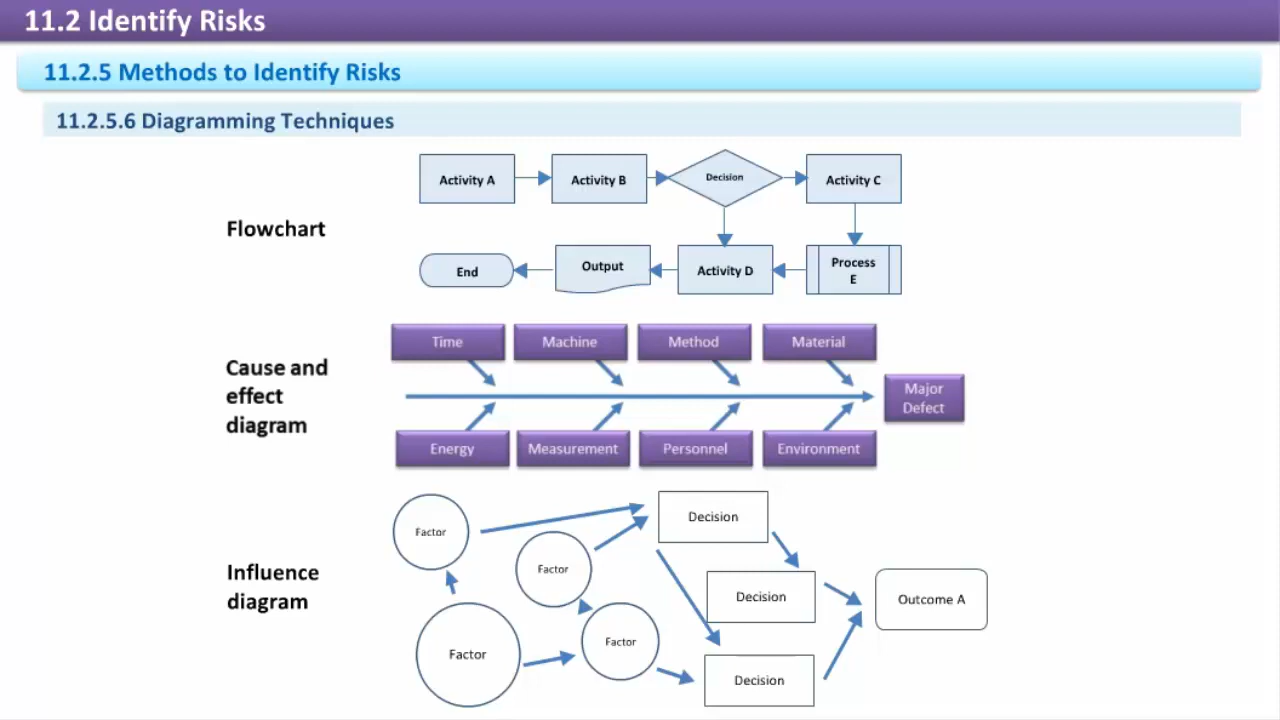 11.2 Identify Risks
11.2.5 Methods to Identify Risks
11.2.5.6 Diagramming Techniques
Flowchart
Activity A
Activity B
Decision
Activity C
End
Output
Activity D
Process
E
Cause and
effect
diagram
Time
Machine
Method
Material
Major
Defect
Energy
Measurement
Personnel
Environment
Influence
diagram
Factor
Factor
Factor
Factor
Decision
Decision
Decision
Outcome A